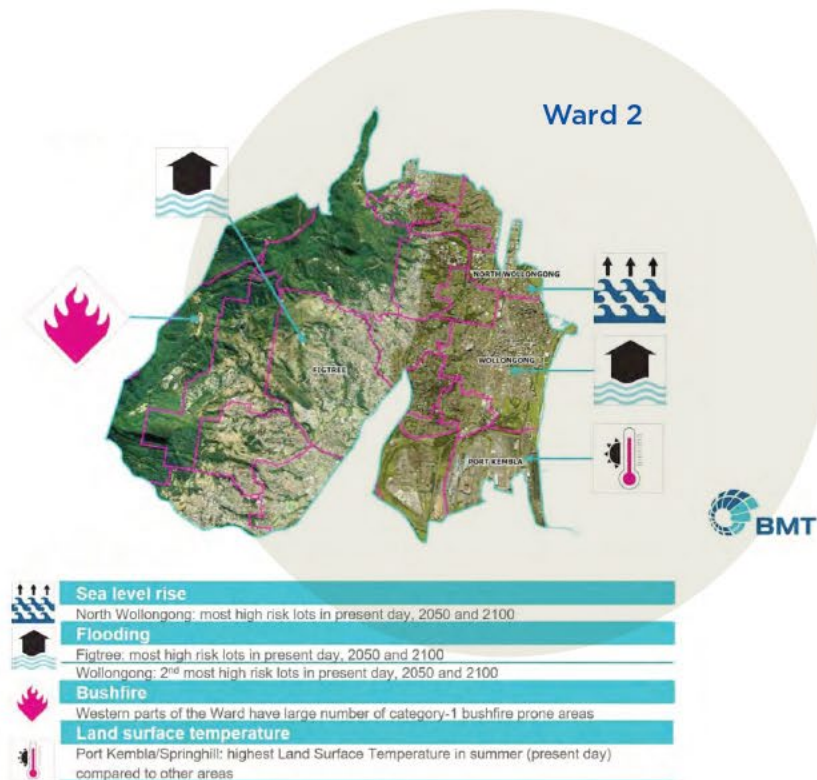 Ward 2
NORTH WOLLONGONG
WOLLONGONG
FIGTREE
PORT KEMBLA
BMT
Sea level rise
North Wollongong: most high risk lots in present day, 2050 and 2100
Flooding
Figtree: most high risk lots in present day, 2050 and 2100
Wollongong: 2nd most high risk lots in present day, 2050 and 2100
Bushfire
Western parts of the Ward have large number of category-1 bushfire prone areas
Land surface temperature
Port Kembla/Springhill: highest Land Surface Temperature in summer (present day)
compared to other areas